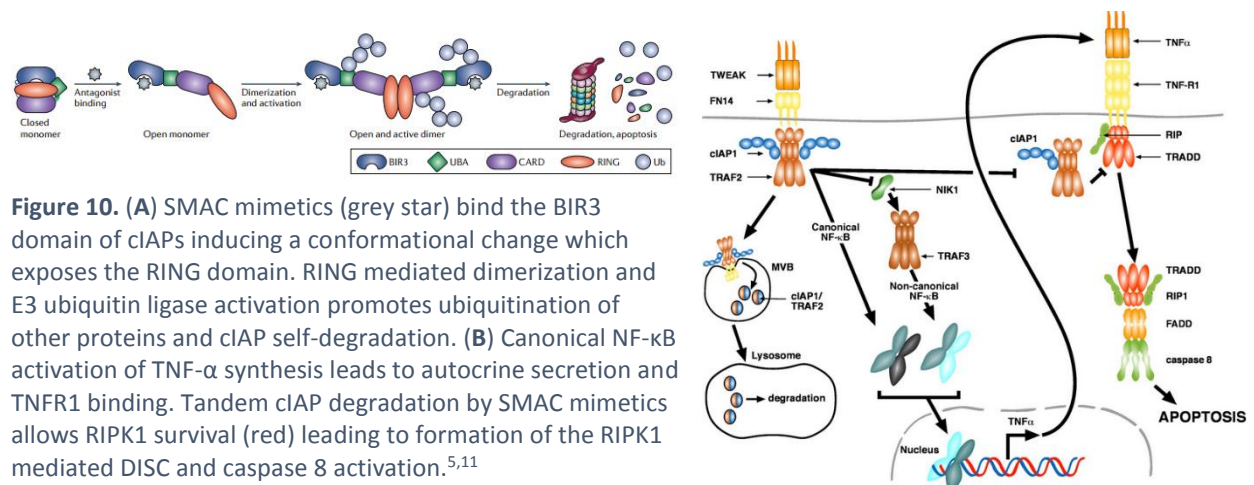 Closed
monomer
Antagonist
binding
Open monomer
Dimerization
and activation
Open and active dimer
Degradation
Degradation, apoptosis
BIR3
UBA
CARD
RING
Ub
Figure 10. (A) SMAC mimetics (grey star) bind the BIR3
domain of cIAPs inducing a conformational change which
exposes the RING domain. RING mediated dimerization and
E3 ubiquitin ligase activation promotes ubiquitination of
other proteins and cIAP self-degradation. (B) Canonical NF-κB
activation of TNF-α synthesis leads to autocrine secretion and
TNFR1 binding. Tandem cIAP degradation by SMAC mimetics
allows RIPK1 survival (red) leading to formation of the RIPK1
mediated DISC and caspase 8 activation.5,11
TWEAK
FN14
cIAP1
TRAF2
NIK1
Canonical
NF-κB
TRAF3
Non-canonical
NF-κB
MVB
cIAP1/
TRAF2
Lysosome
degradation
Nucleus
TNFα
TNFα
TNF-R1
cIAP1
RIP
TRADD
TRADD
RIP1
FADD
caspase 8
APOPTOSIS